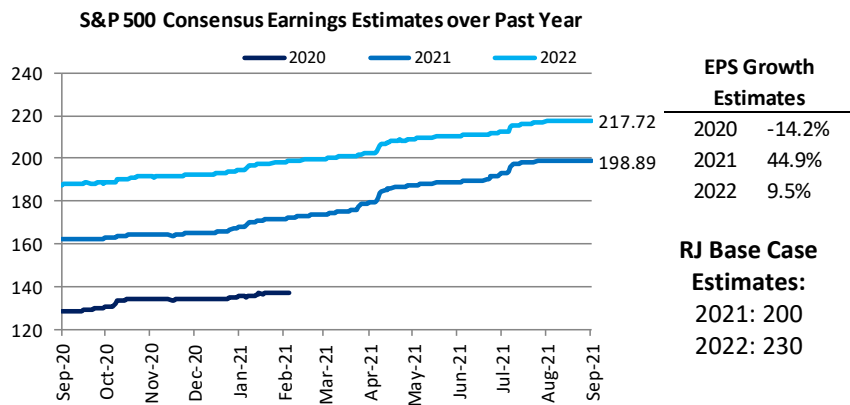 S&P 500 Consensus Earnings Estimates over Past Year
2020 2021 2022
240
220
200
180
160
140
120
217.72
198.89
Sep-20
Oct-20
Nov-20
Dec-20
Jan-21
Feb-21
Mar-21
Apr-21
May-21
Jun-21
Jul-21
Aug-21
Sep-21
EPS Growth
Estimates
2020 -14.2%
2021 44.9%
2022 9.5%
RJ Base Case
Estimates:
2021: 200
2022: 230